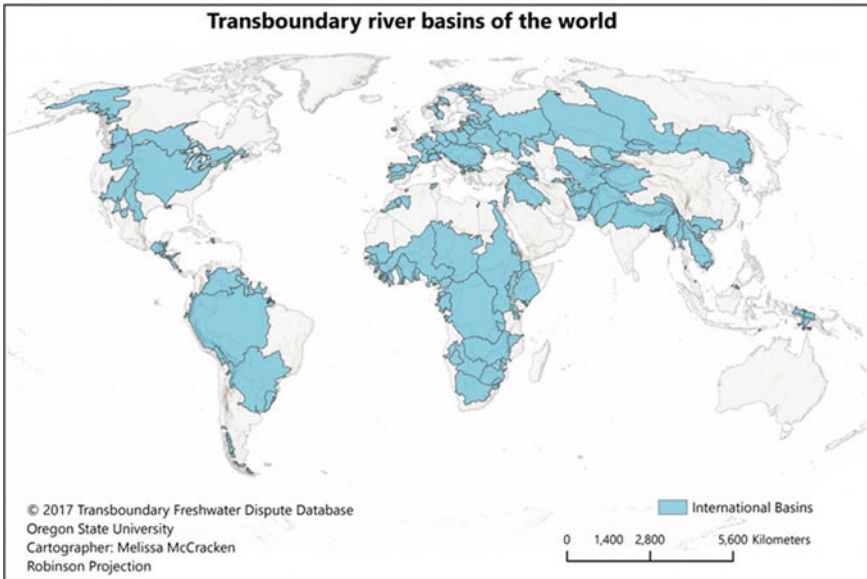 Transboundary river basins of the world
© 2017 Transboundary Freshwater Dispute Database
Oregon State University
Cartographer: Melissa McCracken
Robinson Projection
International Basins
0 1,400 2,800 5,600 Kilometers